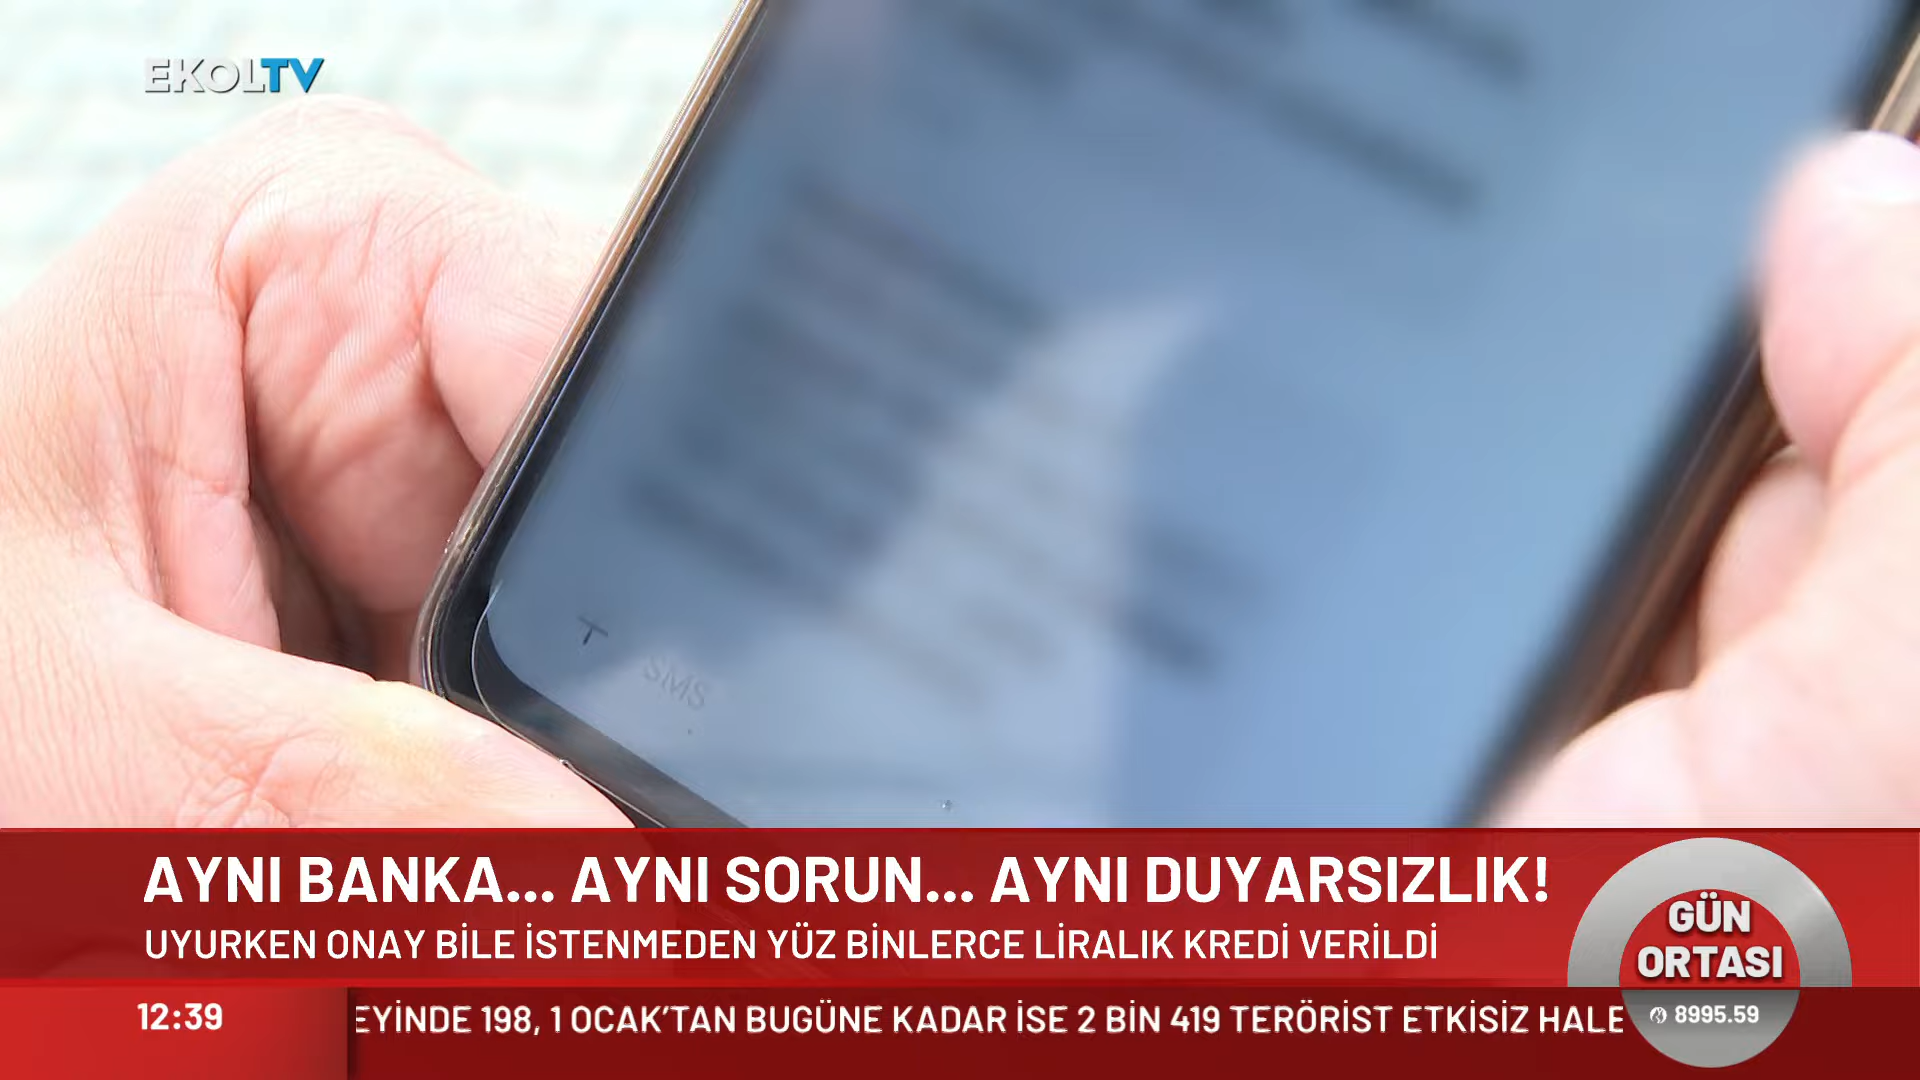 EKOLTV
SMS
AYNI BANKA... AYNI SORUN... AYNI DUYARSIZLIK!
UYURKEN ONAY BİLE İSTENMEDEN YÜZ BİNLERCE LİRALIK KREDİ VERİLDİ
GÜN
ORTASI
12:39
EYİNDE 198, 1 OCAK'TAN BUGÜNE KADAR İSE 2 BİN 419 TERÖRİST ETKİSİZ HALE
8995.59